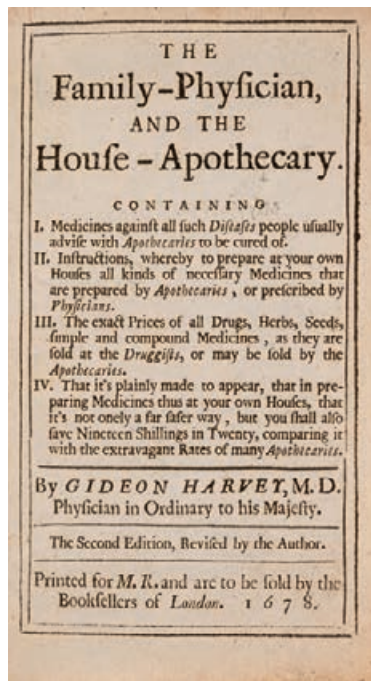 THE
Family-Phyſician,
AND THE
Houſe - Apothecary.
CONTAINING
I. Medicines againſt all ſuch Diſeaſes people uſually
adviſe with Apothecaries to be cured of.
II. Inſtructions, whereby to prepare at your own
Houſes all kinds of neceſſary Medicines that
are prepared by Apothecaries, or preſcribed by
Phyſicians.
III. The exact Prices of all Drugs, Herbs, Seeds,
ſimple and compound Medicines, as they are
ſold at the Druggiſts, or may be ſold by the
Apothecaries.
IV. That it's plainly made to appear, that in pre-
paring Medicines thus at your own Houſes, that
it's not onely a far ſafer way, but you ſhall alſo
ſave Nineteen Shillings in Twenty, comparing it
with the extravagant Rates of many Apothecaries.
By GIDEON HARVEY, M.D.
Phyſician in Ordinary to his Majeſty.
The Second Edition, Reviſed by the Author.
Printed for M. R. and are to be ſold by the
Bookſellers of London. 1678.